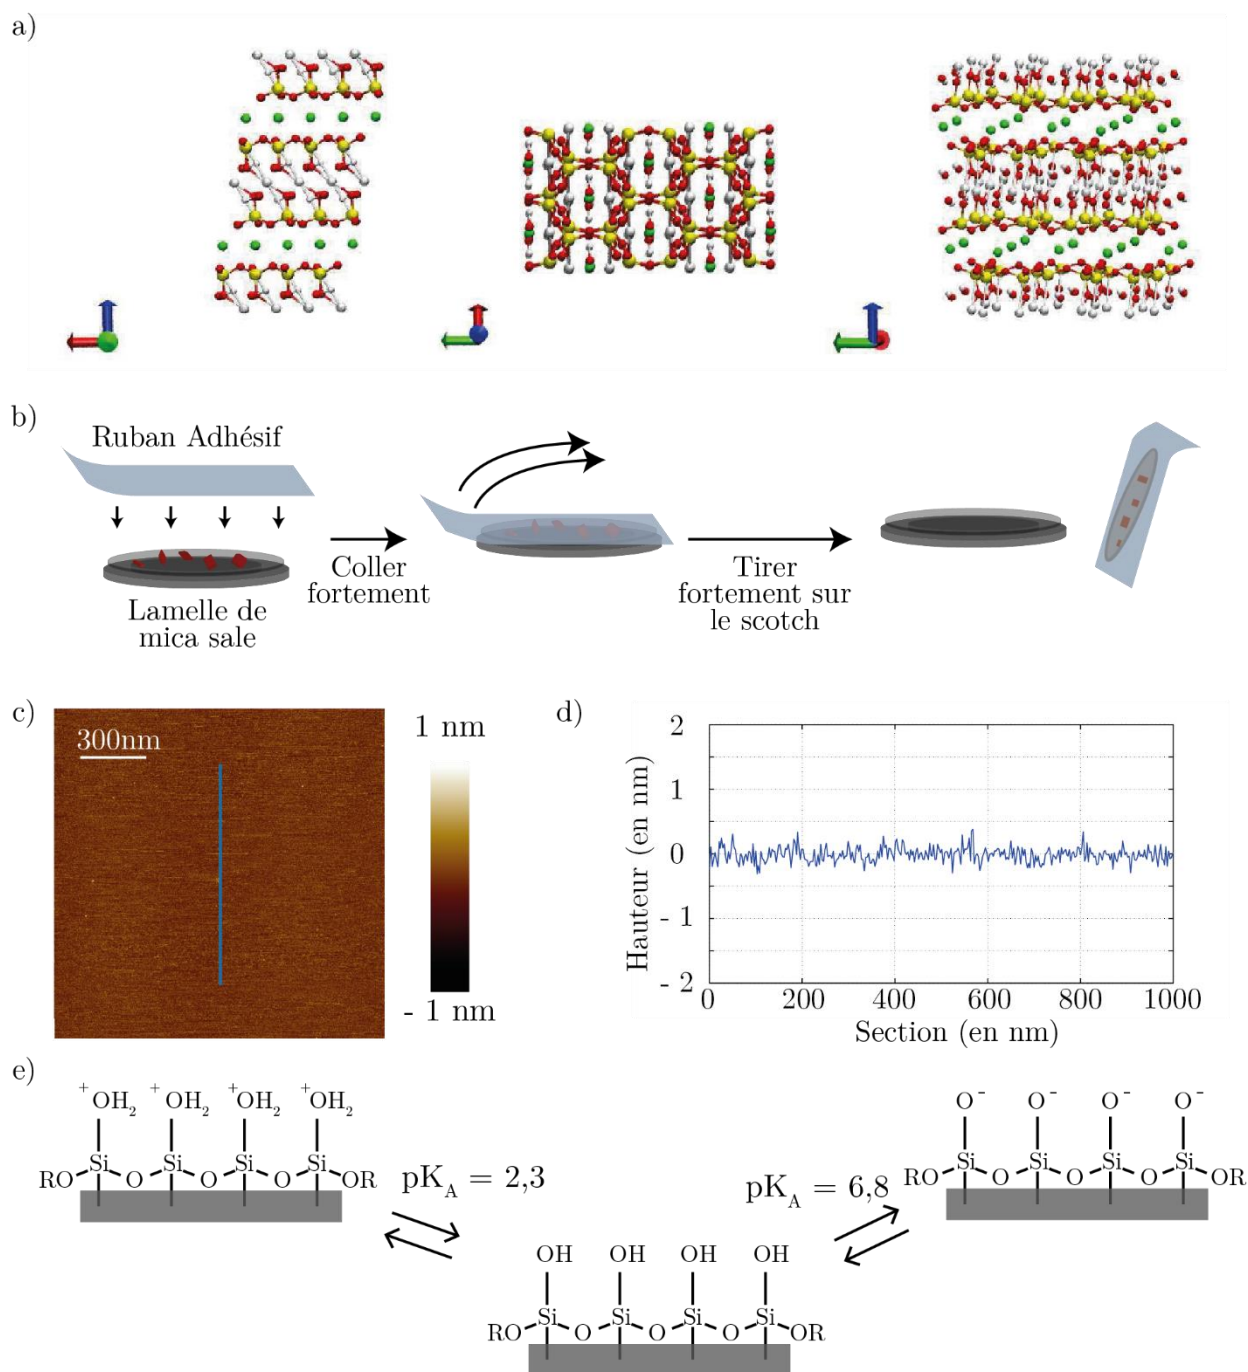 a)
b)
Ruban Adhésif
Lamelle de
mica sale
Coller
fortement
Tirer
fortement sur
le scotch
c)
300nm
1 nm
- 1 nm
d)
Hauteur (en nm)
2
1
0
- 1
- 2
0 200 400 600 800 1000
Section (en nm)
e)
+OH2 +OH2 +OH2 +OH2
Si Si Si Si
RO O O O OR
pKA = 2,3
OH OH OH OH
Si Si Si Si
RO O O O OR
pKA = 6,8
O- O- O- O-
Si Si Si Si
RO O O O OR